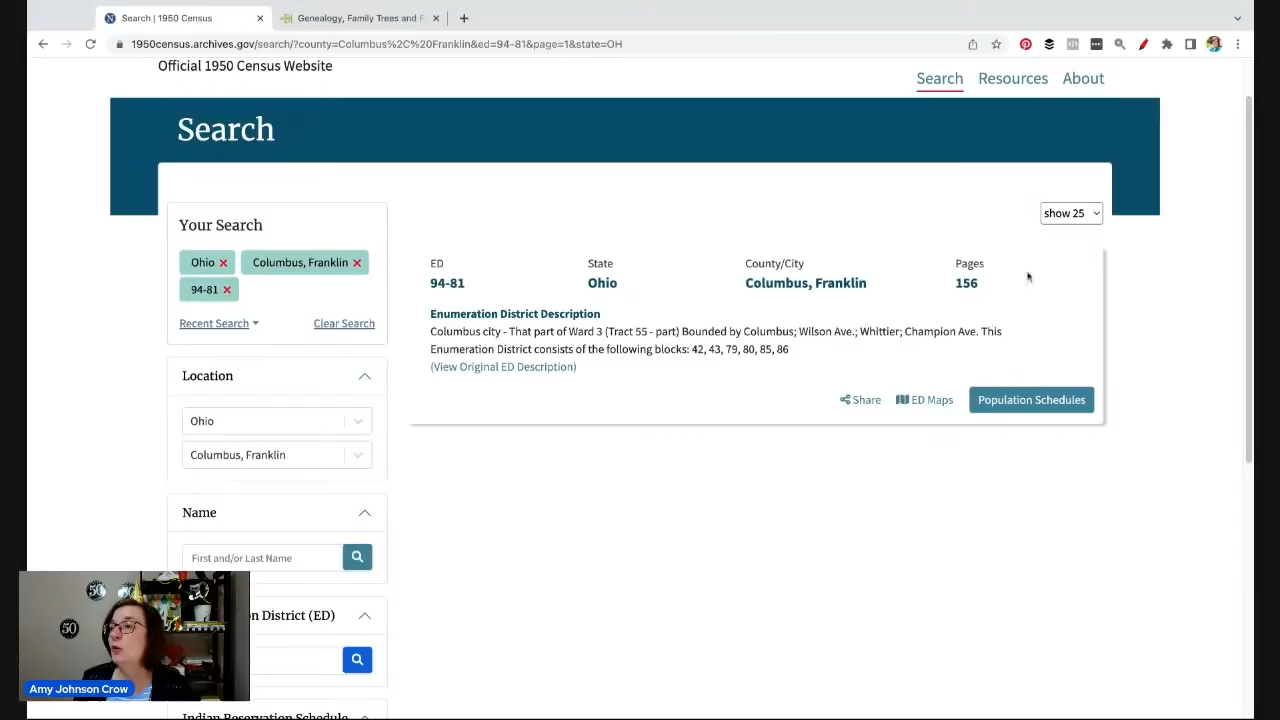 Search | 1950 Census
Genealogy, Family Trees and F
1950census.archives.gov/search/?county=Columbus%2C%20Franklin&ed=94-81&page=1&state=OH
Official 1950 Census Website
Search
Resources
About
Search
show 25
Your Search
Ohio
Columbus, Franklin
94-81
Recent Search
Clear Search
ED
State
County/City
Pages
94-81
Ohio
Columbus, Franklin
156
Enumeration District Description
Columbus city - That part of Ward 3 (Tract 55 - part) Bounded by Columbus; Wilson Ave.; Whittier; Champion Ave. This
Enumeration District consists of the following blocks: 42, 43, 79, 80, 85, 86
(View Original ED Description)
Share
ED Maps
Population Schedules
Location
Ohio
Columbus, Franklin
Name
First and/or Last Name
n District (ED)
Indian Reservation Schedule
50
50
Amy Johnson Crow